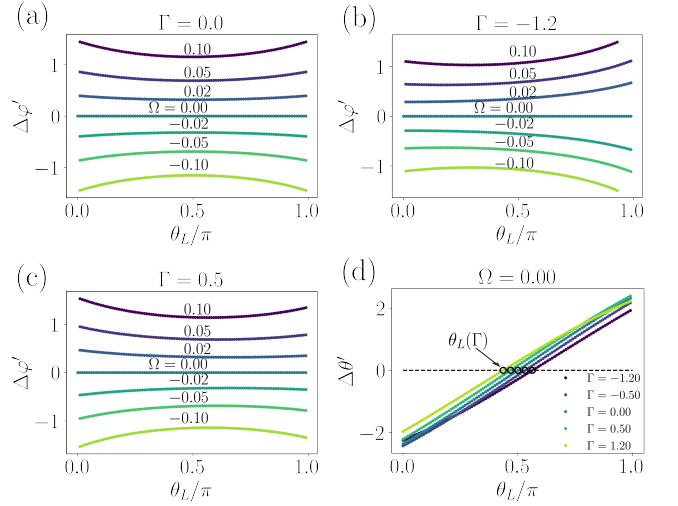 (a)
Γ = 0.0
Δφ′
1
0
−1
0.10
0.05
0.02
Ω = 0.00
−0.02
−0.05
−0.10
0.0
0.5
1.0
θ_L/π
(b)
Γ = −1.2
Δφ′
1
0
−1
0.10
0.05
0.02
Ω = 0.00
−0.02
−0.05
−0.10
0.0
0.5
1.0
θ_L/π
(c)
Γ = 0.5
Δφ′
1
0
−1
0.10
0.05
0.02
Ω = 0.00
−0.02
−0.05
−0.10
0.0
0.5
1.0
θ_L/π
(d)
Ω = 0.00
Δθ′
2
0
−2
θ_L(Γ)
Γ = −1.20
Γ = −0.50
Γ = 0.00
Γ = 0.50
Γ = 1.20
0.0
0.5
1.0
θ_L/π